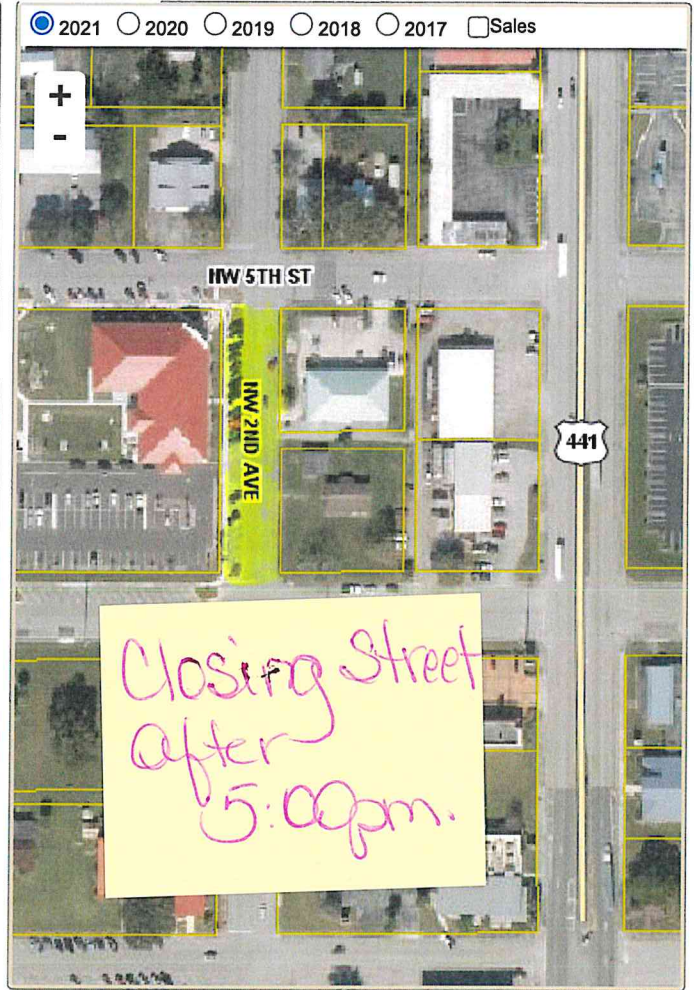 2021 2020 2019 2018 2017 Sales
+
-
NW 5TH ST
NW 2ND AVE
441
Closing Street
after
5:00pm.